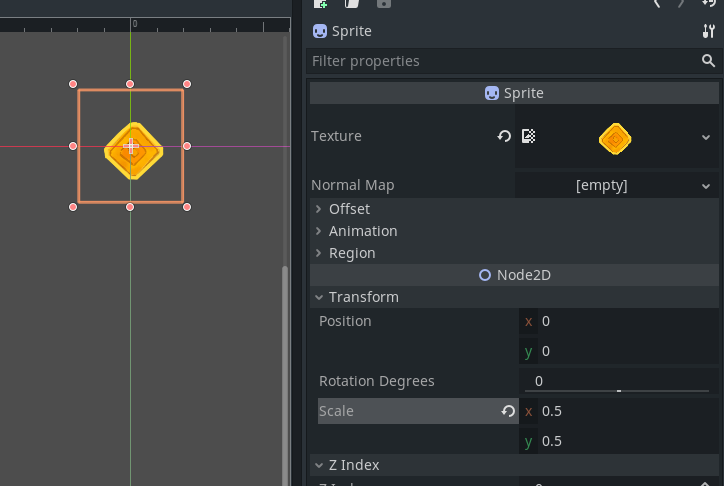 0
Sprite
Filter properties
Sprite
Texture
Normal Map [empty]
Offset
Animation
Region
Node2D
Transform
Position x 0
y 0
Rotation Degrees 0
Scale x 0.5
y 0.5
Z Index